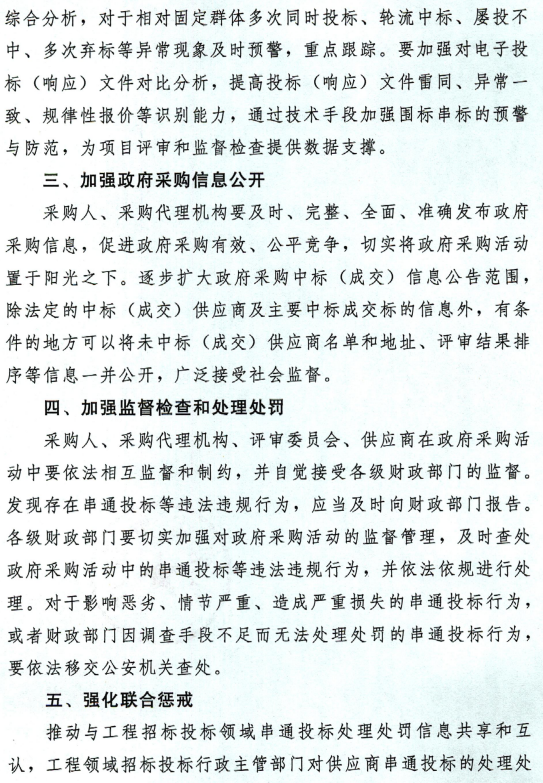 综合分析，对于相对固定群体多次同时投标、轮流中标、屡投不
中、多次弃标等异常现象及时预警，重点跟踪。要加强对电子投
标（响应）文件对比分析，提高投标（响应）文件雷同、异常一
致、规律性报价等识别能力，通过技术手段加强围标串标的预警
与防范，为项目评审和监督检查提供数据支撑。
三、加强政府采购信息公开
采购人、采购代理机构要及时、完整、全面、准确发布政府
采购信息，促进政府采购有效、公平竞争，切实将政府采购活动
置于阳光之下。逐步扩大政府采购中标（成交）信息公告范围，
除法定的中标（成交）供应商及主要中标成交标的信息外，有条
件的地方可以将未中标（成交）供应商名单和地址、评审结果排
序等信息一并公开，广泛接受社会监督。
四、加强监督检查和处理处罚
采购人、采购代理机构、评审委员会、供应商在政府采购活
动中要依法相互监督和制约，并自觉接受各级财政部门的监督。
发现存在串通投标等违法违规行为，应当及时向财政部门报告。
各级财政部门要切实加强对政府采购活动的监督管理，及时查处
政府采购活动中的串通投标等违法违规行为，并依法依规进行处
理。对于影响恶劣、情节严重、造成严重损失的串通投标行为，
或者财政部门因调查手段不足而无法处理处罚的串通投标行为，
要依法移交公安机关查处。
五、强化联合惩戒
推动与工程招标投标领域串通投标处理处罚信息共享和互
认，工程领域招标投标行政主管部门对供应商串通投标的处理处